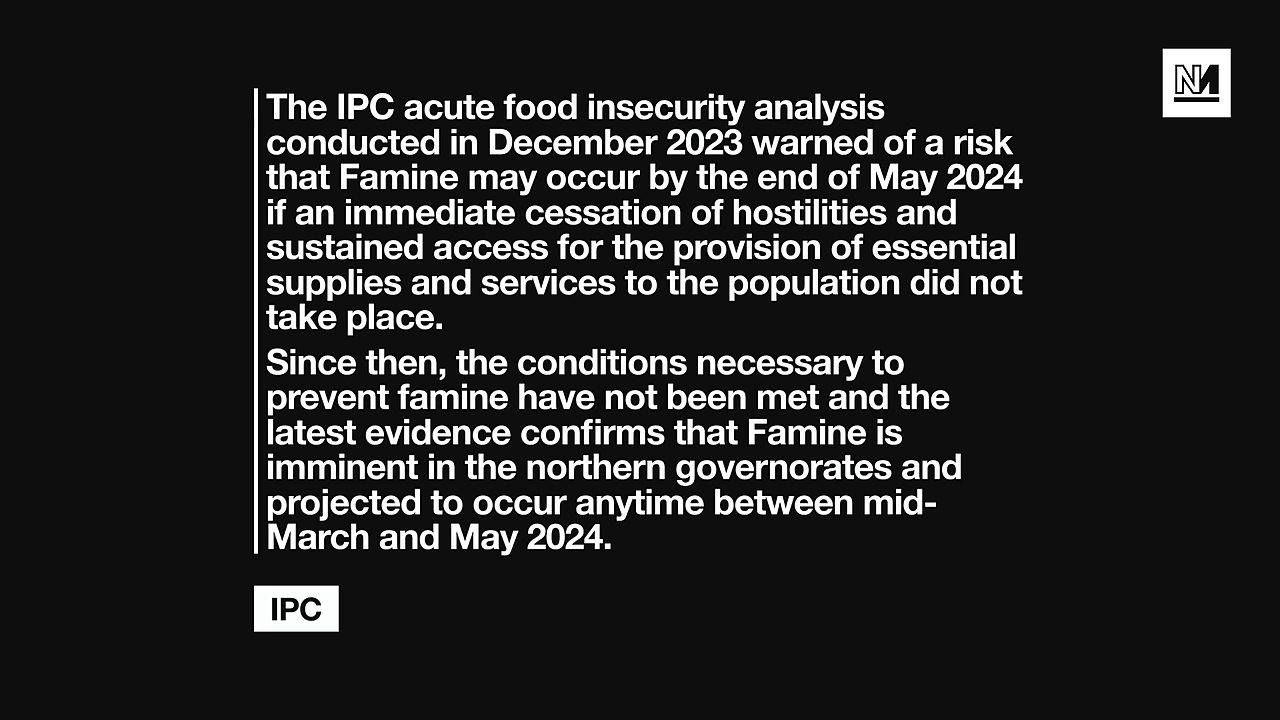 The IPC acute food insecurity analysis
conducted in December 2023 warned of a risk
that Famine may occur by the end of May 2024
if an immediate cessation of hostilities and
sustained access for the provision of essential
supplies and services to the population did not
take place.
Since then, the conditions necessary to
prevent famine have not been met and the
latest evidence confirms that Famine is
imminent in the northern governorates and
projected to occur anytime between mid-
March and May 2024.
IPC
NM